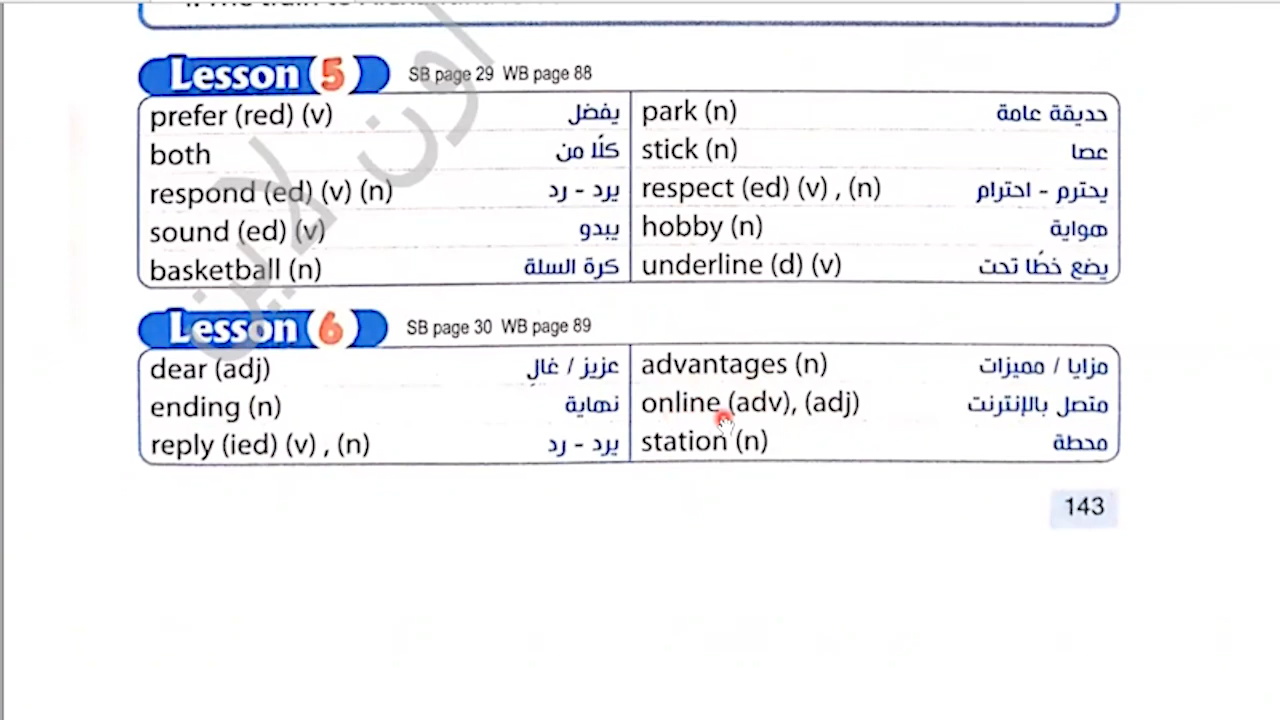 Lesson 5 SB page 29 WB page 88
prefer (red) (v) يفضل park (n) حديقة عامة
both كلًا من stick (n) عصا
respond (ed) (v) (n) يرد - رد respect (ed) (v) , (n) يحترم - احترام
sound (ed) (v) يبدو hobby (n) هواية
basketball (n) كرة السلة underline (d) (v) يضع خطًا تحت
Lesson 6 SB page 30 WB page 89
dear (adj) عزيز / غالٍ advantages (n) مزايا / مميزات
ending (n) نهاية online (adv), (adj) متصل بالإنترنت
reply (ied) (v) , (n) يرد - رد station (n) محطة
143
اون لاين